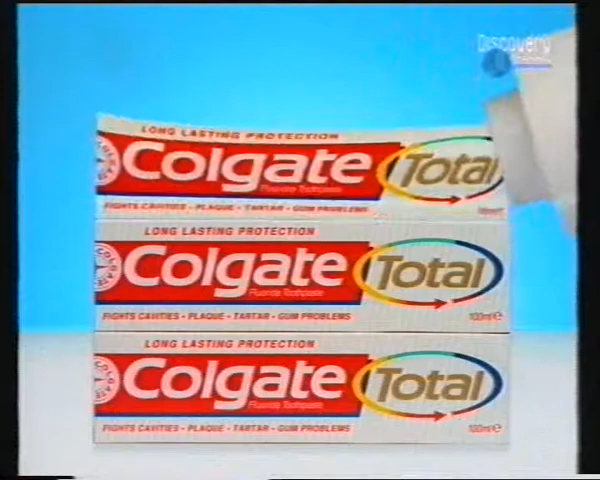 Discovery
LONG LASTING PROTECTION
Colgate Total
Fluoride Toothpaste
FIGHTS CAVITIES - PLAQUE - TARTAR - GUM PROBLEMS
LONG LASTING PROTECTION
COLGATE
Colgate Total
Fluoride Toothpaste
FIGHTS CAVITIES - PLAQUE - TARTAR - GUM PROBLEMS 100ml e
LONG LASTING PROTECTION
COLGATE
Colgate Total
Fluoride Toothpaste
FIGHTS CAVITIES - PLAQUE - TARTAR - GUM PROBLEMS 100ml e